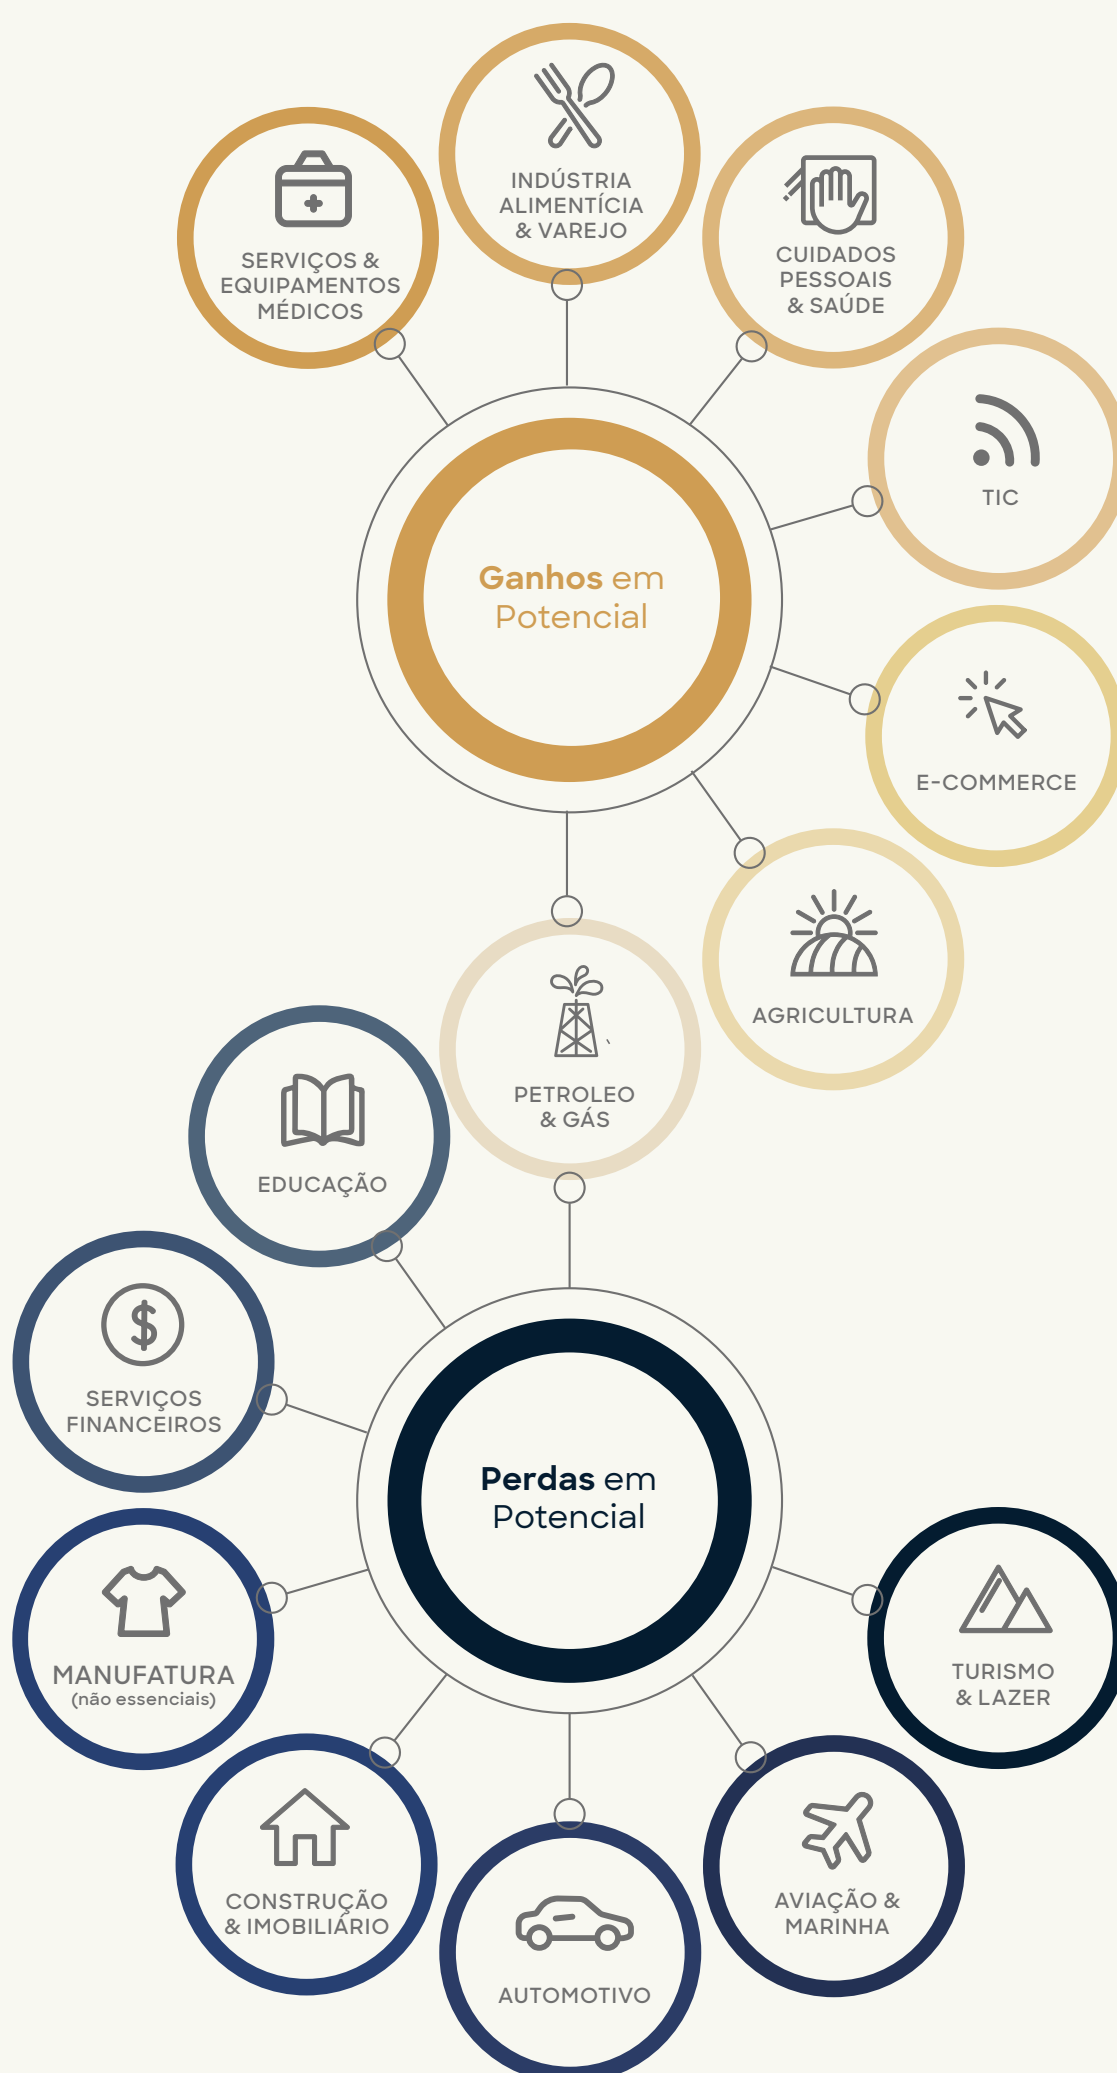 INDÚSTRIA
ALIMENTÍCIA
& VAREJO
SERVIÇOS &
EQUIPAMENTOS
MÉDICOS
CUIDADOS
PESSOAIS
& SAÚDE
TIC
Ganhos em
Potencial
E-COMMERCE
AGRICULTURA
PETROLEO
& GÁS
EDUCAÇÃO
SERVIÇOS
FINANCEIROS
Perdas em
Potencial
MANUFATURA
(não essenciais)
TURISMO
& LAZER
CONSTRUÇÃO
& IMOBILIÁRIO
AVIAÇÃO &
MARINHA
AUTOMOTIVO